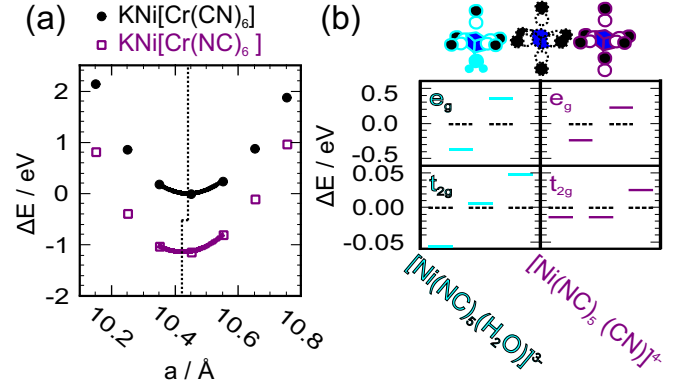 (a)
KNi[Cr(CN)₆]
KNi[Cr(NC)₆ ]
2
1
0
-1
-2
ΔE / eV
10.2
10.4
10.6
10.8
a / Å
(b)
e_g
e_g
0.5
0.0
-0.5
t₂g
t₂g
0.05
0.00
-0.05
ΔE / eV
[Ni(NC)₅(H₂O)]³⁻
[Ni(NC)₅ (CN)]⁴⁻